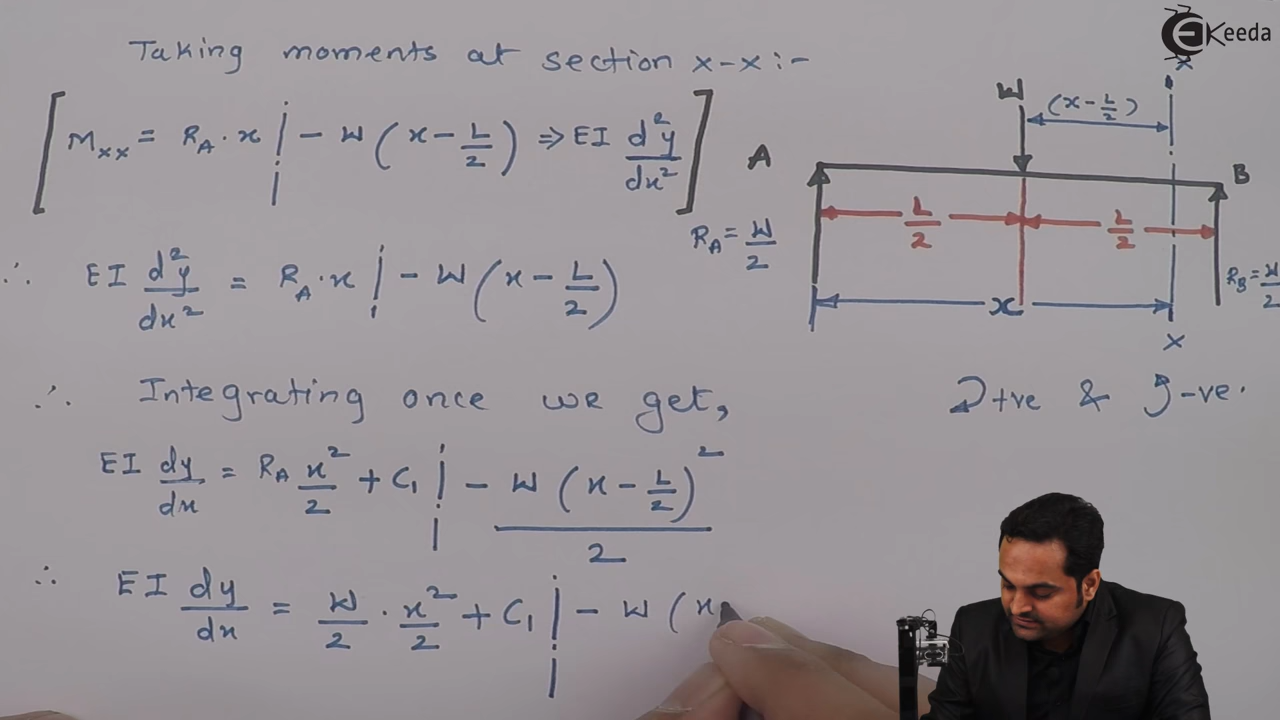 Taking moments at section x-x :-
[ Mxx = RA . x ¦ - W ( x - L/2 ) ⇒ EI d²y/dx² ]
∴ EI d²y/dx² = RA . x ¦ - W ( x - L/2 )
∴ Integrating once we get,
EI dy/dx = RA x²/2 + C1 ¦ - W ( x - L/2 )² / 2
∴ EI dy/dx = W/2 . x²/2 + C1 ¦ - W ( x
Keeda
x
W
(x - L/2)
A
B
L/2
L/2
RA = W/2
RB = W/2
x
x
+ve & -ve.